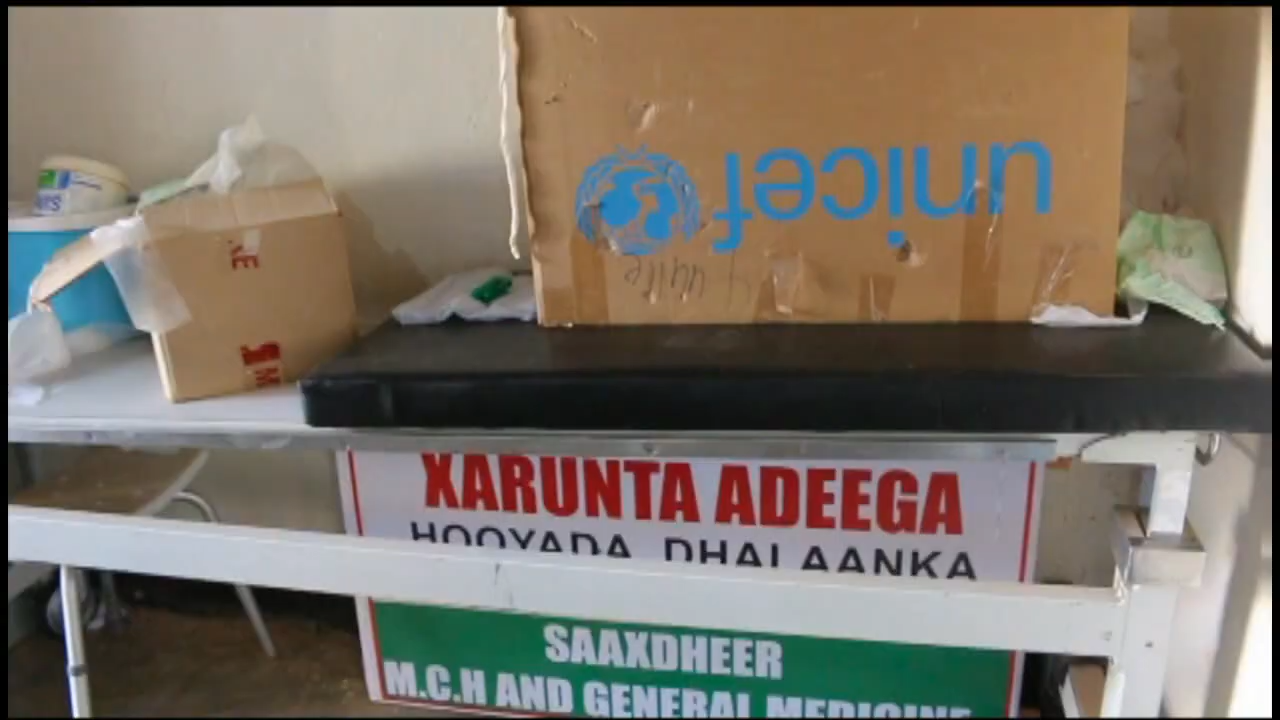 unicef
XARUNTA ADEEGA
HOOYADA DHALAANKA
SAAXDHEER
M.C.H AND GENERAL MEDICINE